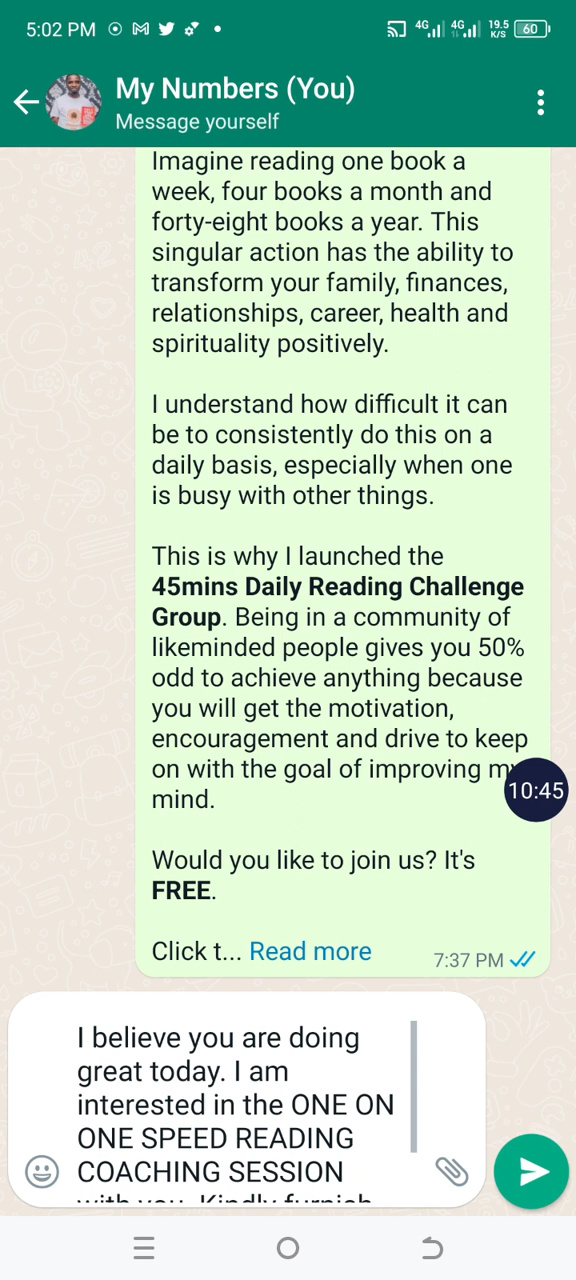 5:02 PM
4G 4G 19.5 K/S 60
My Numbers (You)
Message yourself
Imagine reading one book a
week, four books a month and
forty-eight books a year. This
singular action has the ability to
transform your family, finances,
relationships, career, health and
spirituality positively.
I understand how difficult it can
be to consistently do this on a
daily basis, especially when one
is busy with other things.
This is why I launched the
45mins Daily Reading Challenge
Group. Being in a community of
likeminded people gives you 50%
odd to achieve anything because
you will get the motivation,
encouragement and drive to keep
on with the goal of improving
10:45
mind.
Would you like to join us? It's
FREE.
Click t... Read more
7:37 PM
I believe you are doing
great today. I am
interested in the ONE ON
ONE SPEED READING
COACHING SESSION
with you. Kindly furnish